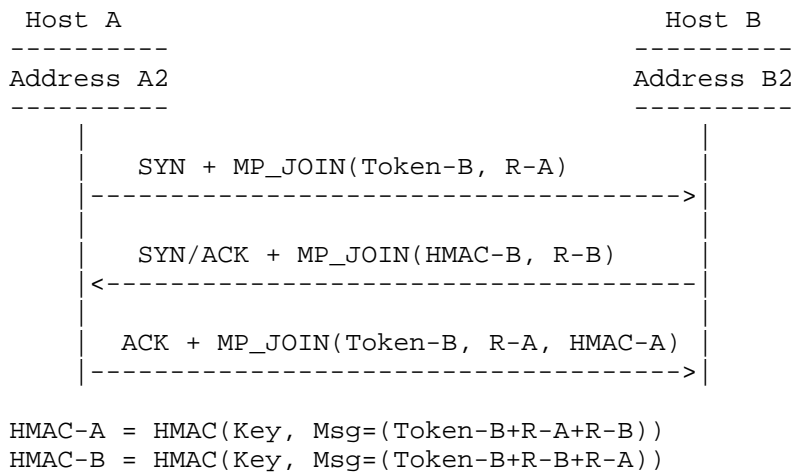 Host A                                  Host B
----------                              ----------
Address A2                              Address B2
----------                              ----------
SYN + MP_JOIN(Token-B, R-A)
------------------------------------->
SYN/ACK + MP_JOIN(HMAC-B, R-B)
<-------------------------------------
ACK + MP_JOIN(Token-B, R-A, HMAC-A)
------------------------------------->
HMAC-A = HMAC(Key, Msg=(Token-B+R-A+R-B))
HMAC-B = HMAC(Key, Msg=(Token-B+R-B+R-A))